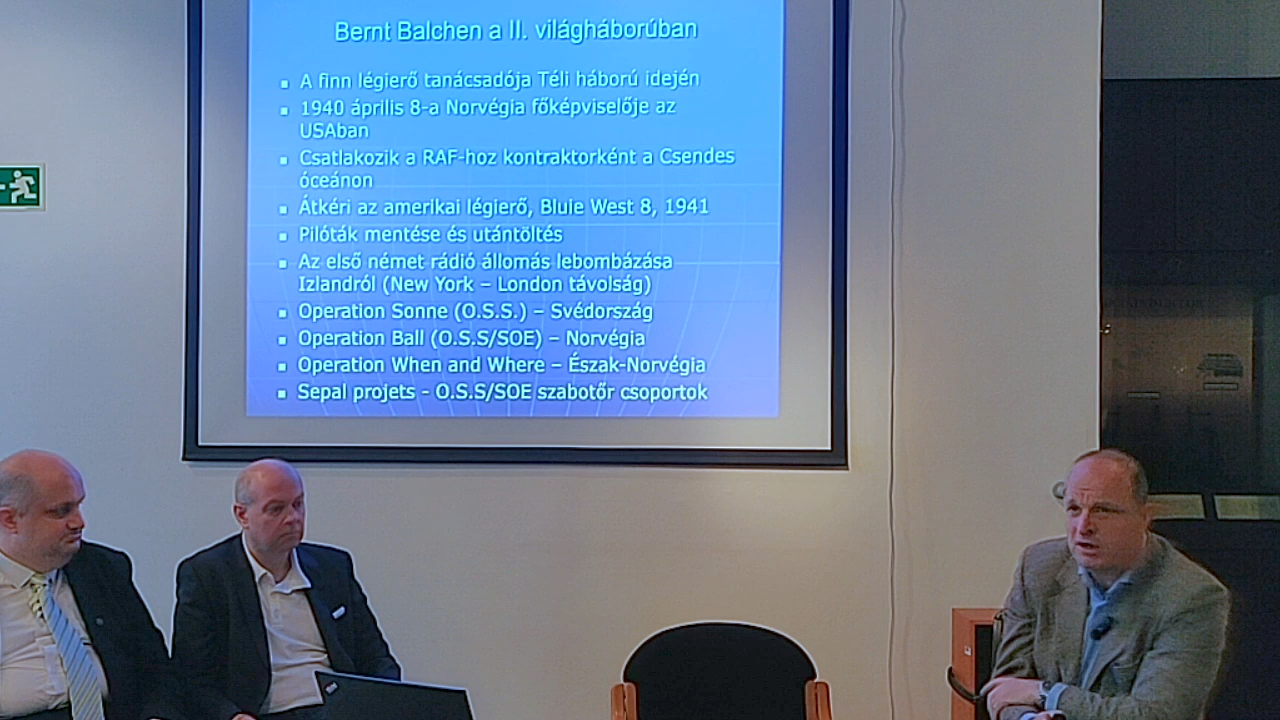 Bernt Balchen a II. világháborúban
▪ A finn légierő tanácsadója Téli háború idején
▪ 1940 április 8-a Norvégia főképviselője az
USAban
▪ Csatlakozik a RAF-hoz kontraktorként a Csendes
óceánon
▪ Átkéri az amerikai légierő, Bluie West 8, 1941
▪ Pilóták mentése és utántöltés
▪ Az első német rádió állomás lebombázása
Izlandról (New York – London távolság)
▪ Operation Sonne (O.S.S.) – Svédország
▪ Operation Ball (O.S.S/SOE) – Norvégia
▪ Operation When and Where – Észak-Norvégia
▪ Sepal projets - O.S.S/SOE szabotőr csoportok